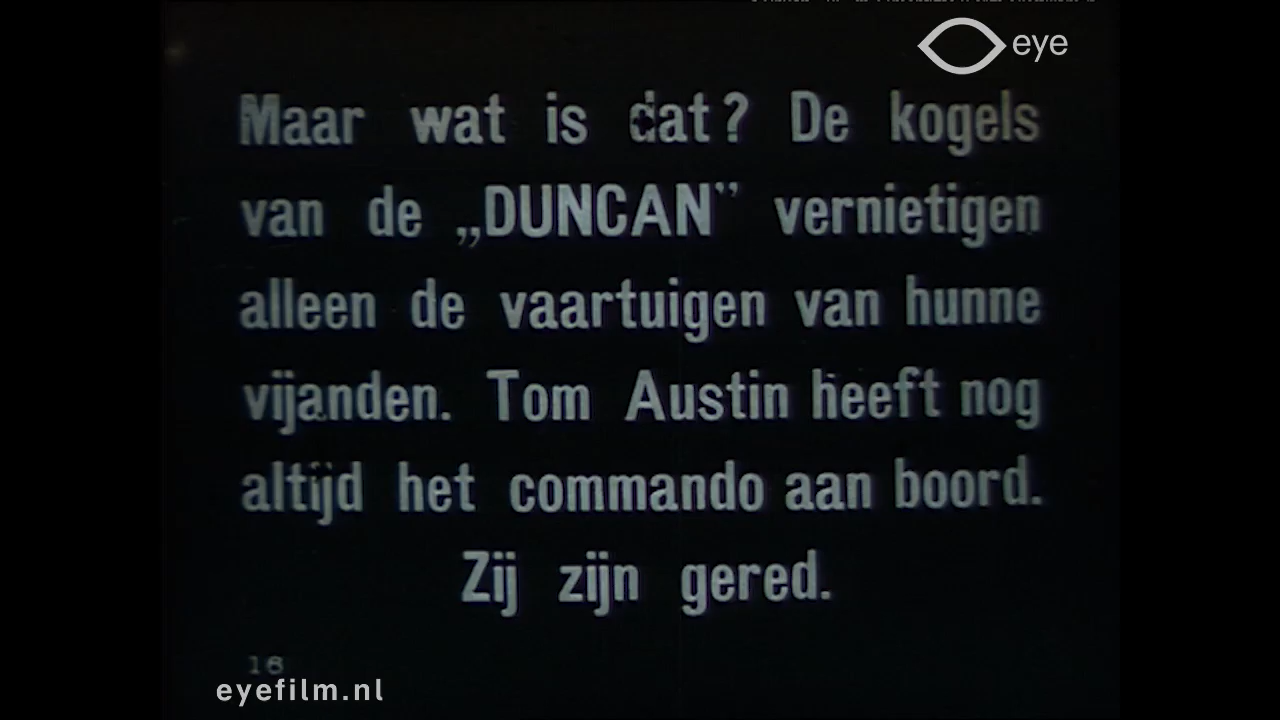 eye
Maar wat is dat? De kogels
van de „DUNCAN” vernietigen
alleen de vaartuigen van hunne
vijanden. Tom Austin heeft nog
altijd het commando aan boord.
Zij zijn gered.
16
eyefilm.nl